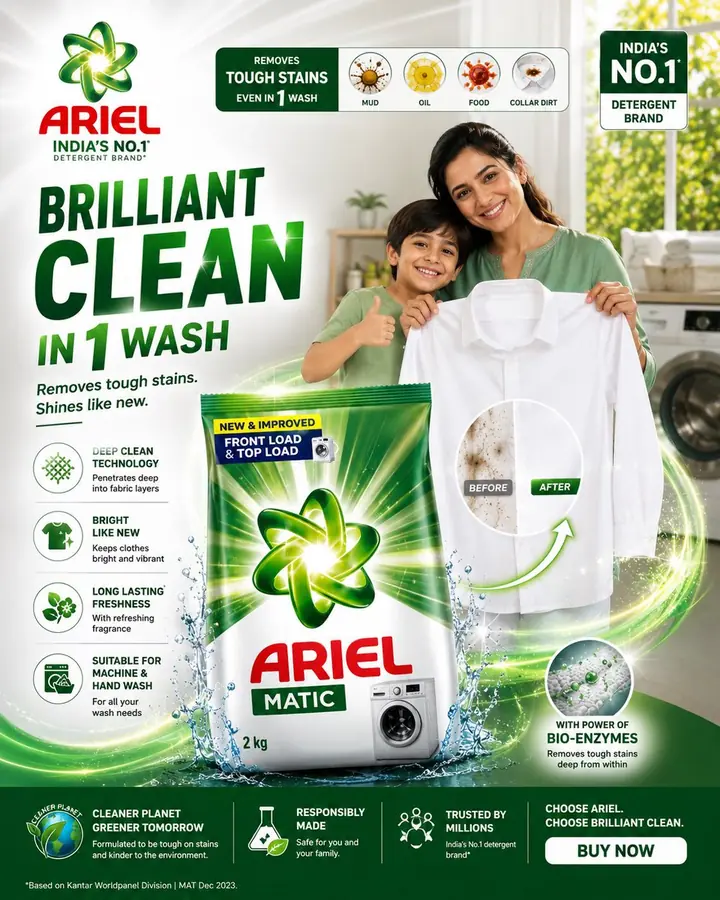 ARIEL
INDIA'S NO.1*
DETERGENT BRAND*
REMOVES
TOUGH STAINS
EVEN IN 1 WASH
MUD
OIL
FOOD
COLLAR DIRT
INDIA'S
NO.1*
DETERGENT
BRAND
BRILLIANT
CLEAN
IN 1 WASH
Removes tough stains.
Shines like new.
DEEP CLEAN
TECHNOLOGY
Penetrates deep
into fabric layers
BRIGHT
LIKE NEW
Keeps clothes
bright and vibrant
LONG LASTING
FRESHNESS
With refreshing
fragrance
SUITABLE FOR
MACHINE &
HAND WASH
For all your
wash needs
NEW & IMPROVED
FRONT LOAD
& TOP LOAD
ARIEL
MATIC
2 kg
BEFORE
AFTER
WITH POWER OF
BIO-ENZYMES
Removes tough stains
deep from within
CLEANER PLANET
CLEANER PLANET
GREENER TOMORROW
Formulated to be tough on stains
and kinder to the environment.
RESPONSIBLY
MADE
Safe for you and
your family.
TRUSTED BY
MILLIONS
India's No.1 detergent
brand*
CHOOSE ARIEL.
CHOOSE BRILLIANT CLEAN.
BUY NOW
*Based on Kantar Worldpanel Division | MAT Dec 2023.